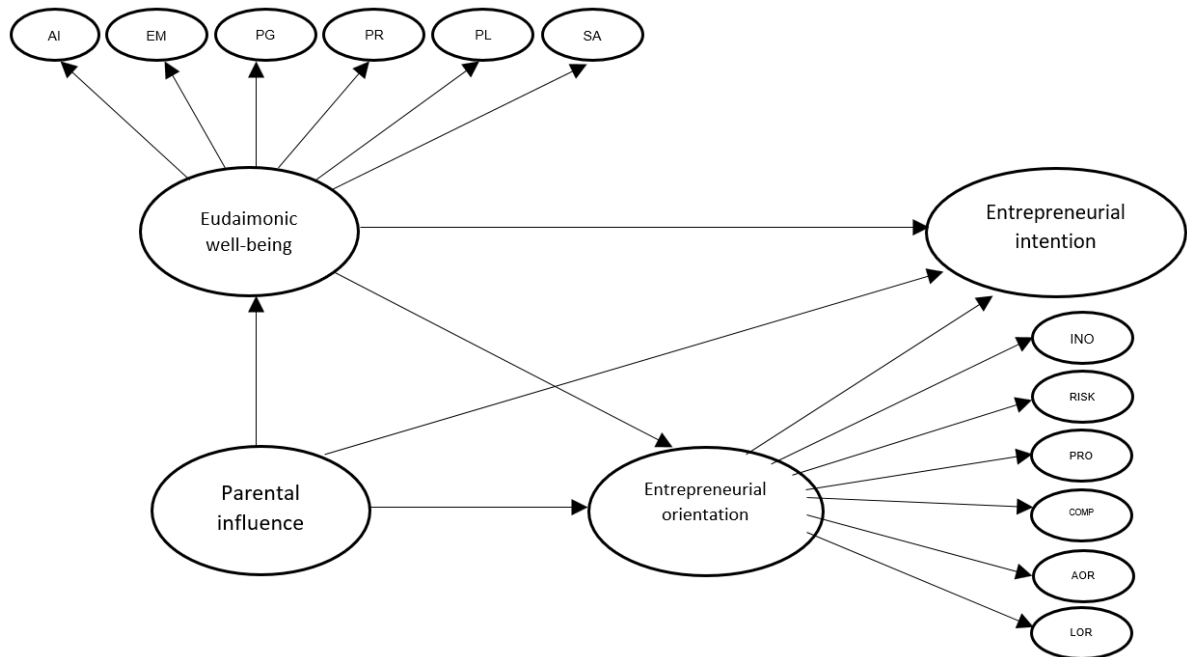 AI
EM
PG
PR
PL
SA
Eudaimonic
well-being
Entrepreneurial
intention
INO
RISK
PRO
COMP
AOR
LOR
Parental
influence
Entrepreneurial
orientation